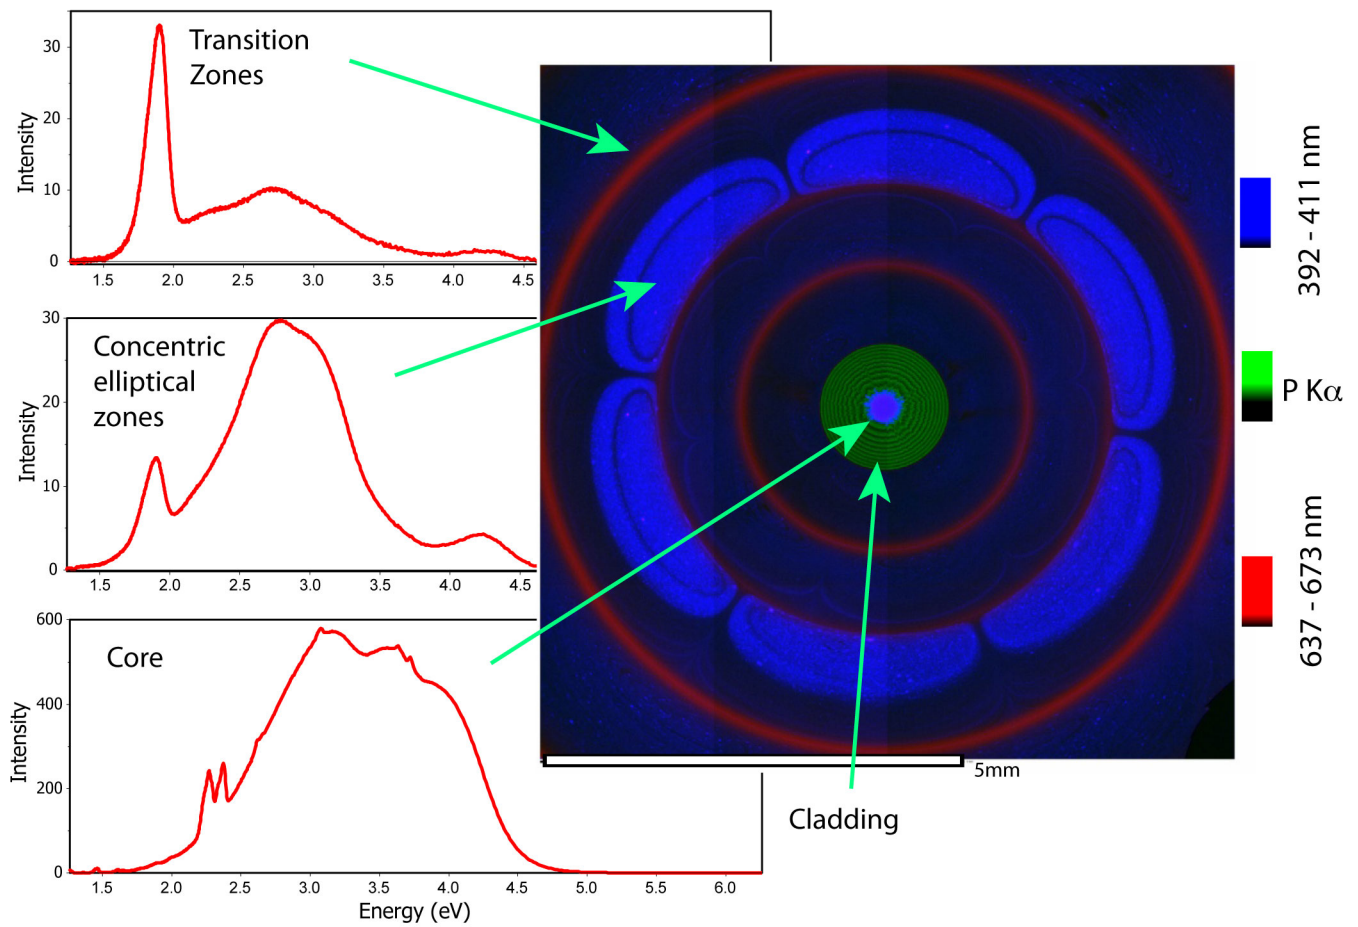 Transition
Zones
Intensity
30
20
10
0
1.5 2.0 2.5 3.0 3.5 4.0 4.5
Concentric
elliptical
zones
Intensity
30
20
10
0
1.5 2.0 2.5 3.0 3.5 4.0 4.5
Core
Intensity
600
400
200
0
1.5 2.0 2.5 3.0 3.5 4.0 4.5 5.0 5.5 6.0
Energy (eV)
5mm
Cladding
392 - 411 nm
P Kα
637 - 673 nm